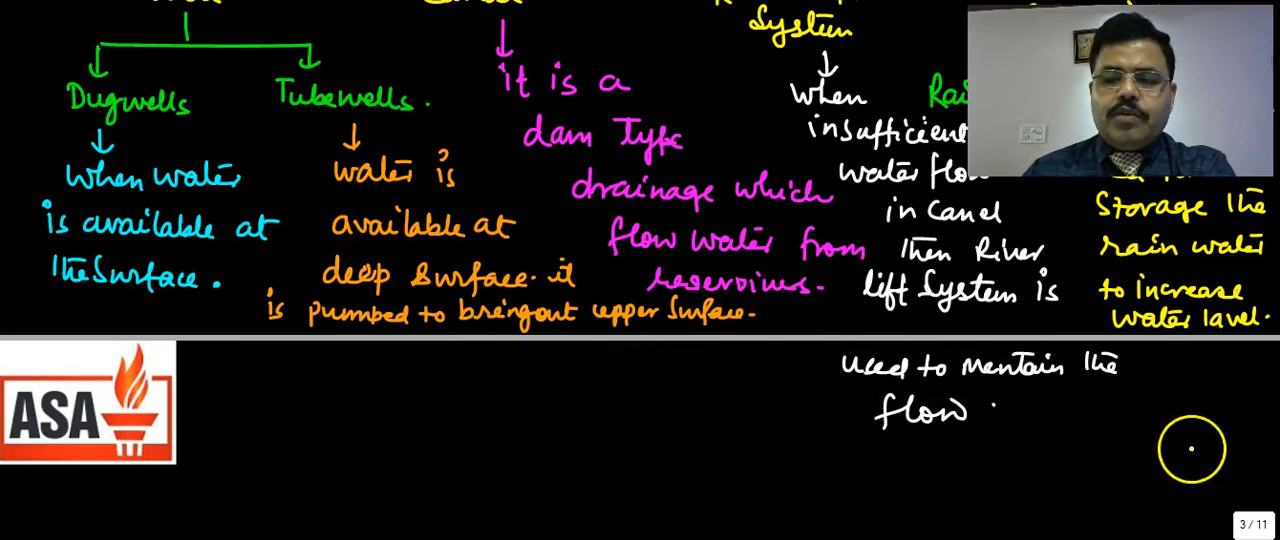 System
Dugwells
Tubewells.
it is a
dam Type
drainage which
flow water from
reservoires.
when
insufficient
water flow
in Canel
then River
lift System is
used to mentain the
flow.
when water
is available at
the Surface.
water is
available at
deep surface. it
is pumped to bringout upper surface.
Storage the
rain water
to increase
water lavel.
ASA
3 / 11